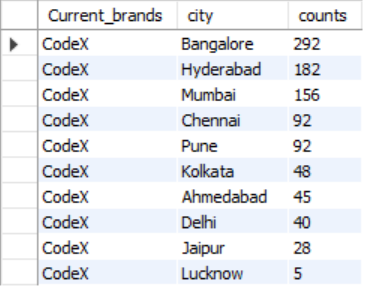 Current_brands city counts
CodeX Bangalore 292
CodeX Hyderabad 182
CodeX Mumbai 156
CodeX Chennai 92
CodeX Pune 92
CodeX Kolkata 48
CodeX Ahmedabad 45
CodeX Delhi 40
CodeX Jaipur 28
CodeX Lucknow 5